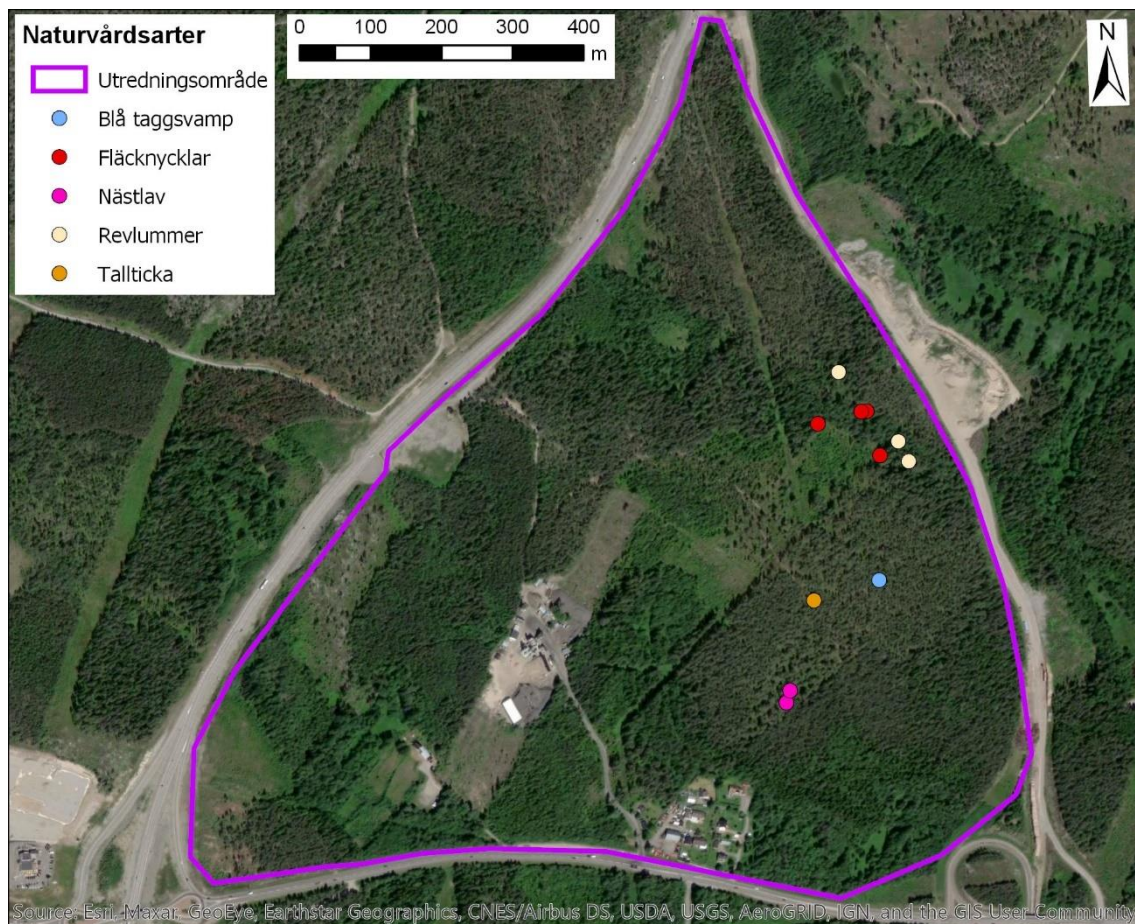 Naturvårdsarter
Utredningsområde
Blå taggsvamp
Fläcknycklar
Nästlav
Revlummer
Tallticka
0 100 200 300 400
m
N
Source: Esri, Maxar, GeoEye, Earthstar Geographics, CNES/Airbus DS, USDA, USGS, AeroGRID, IGN, and the GIS User Community